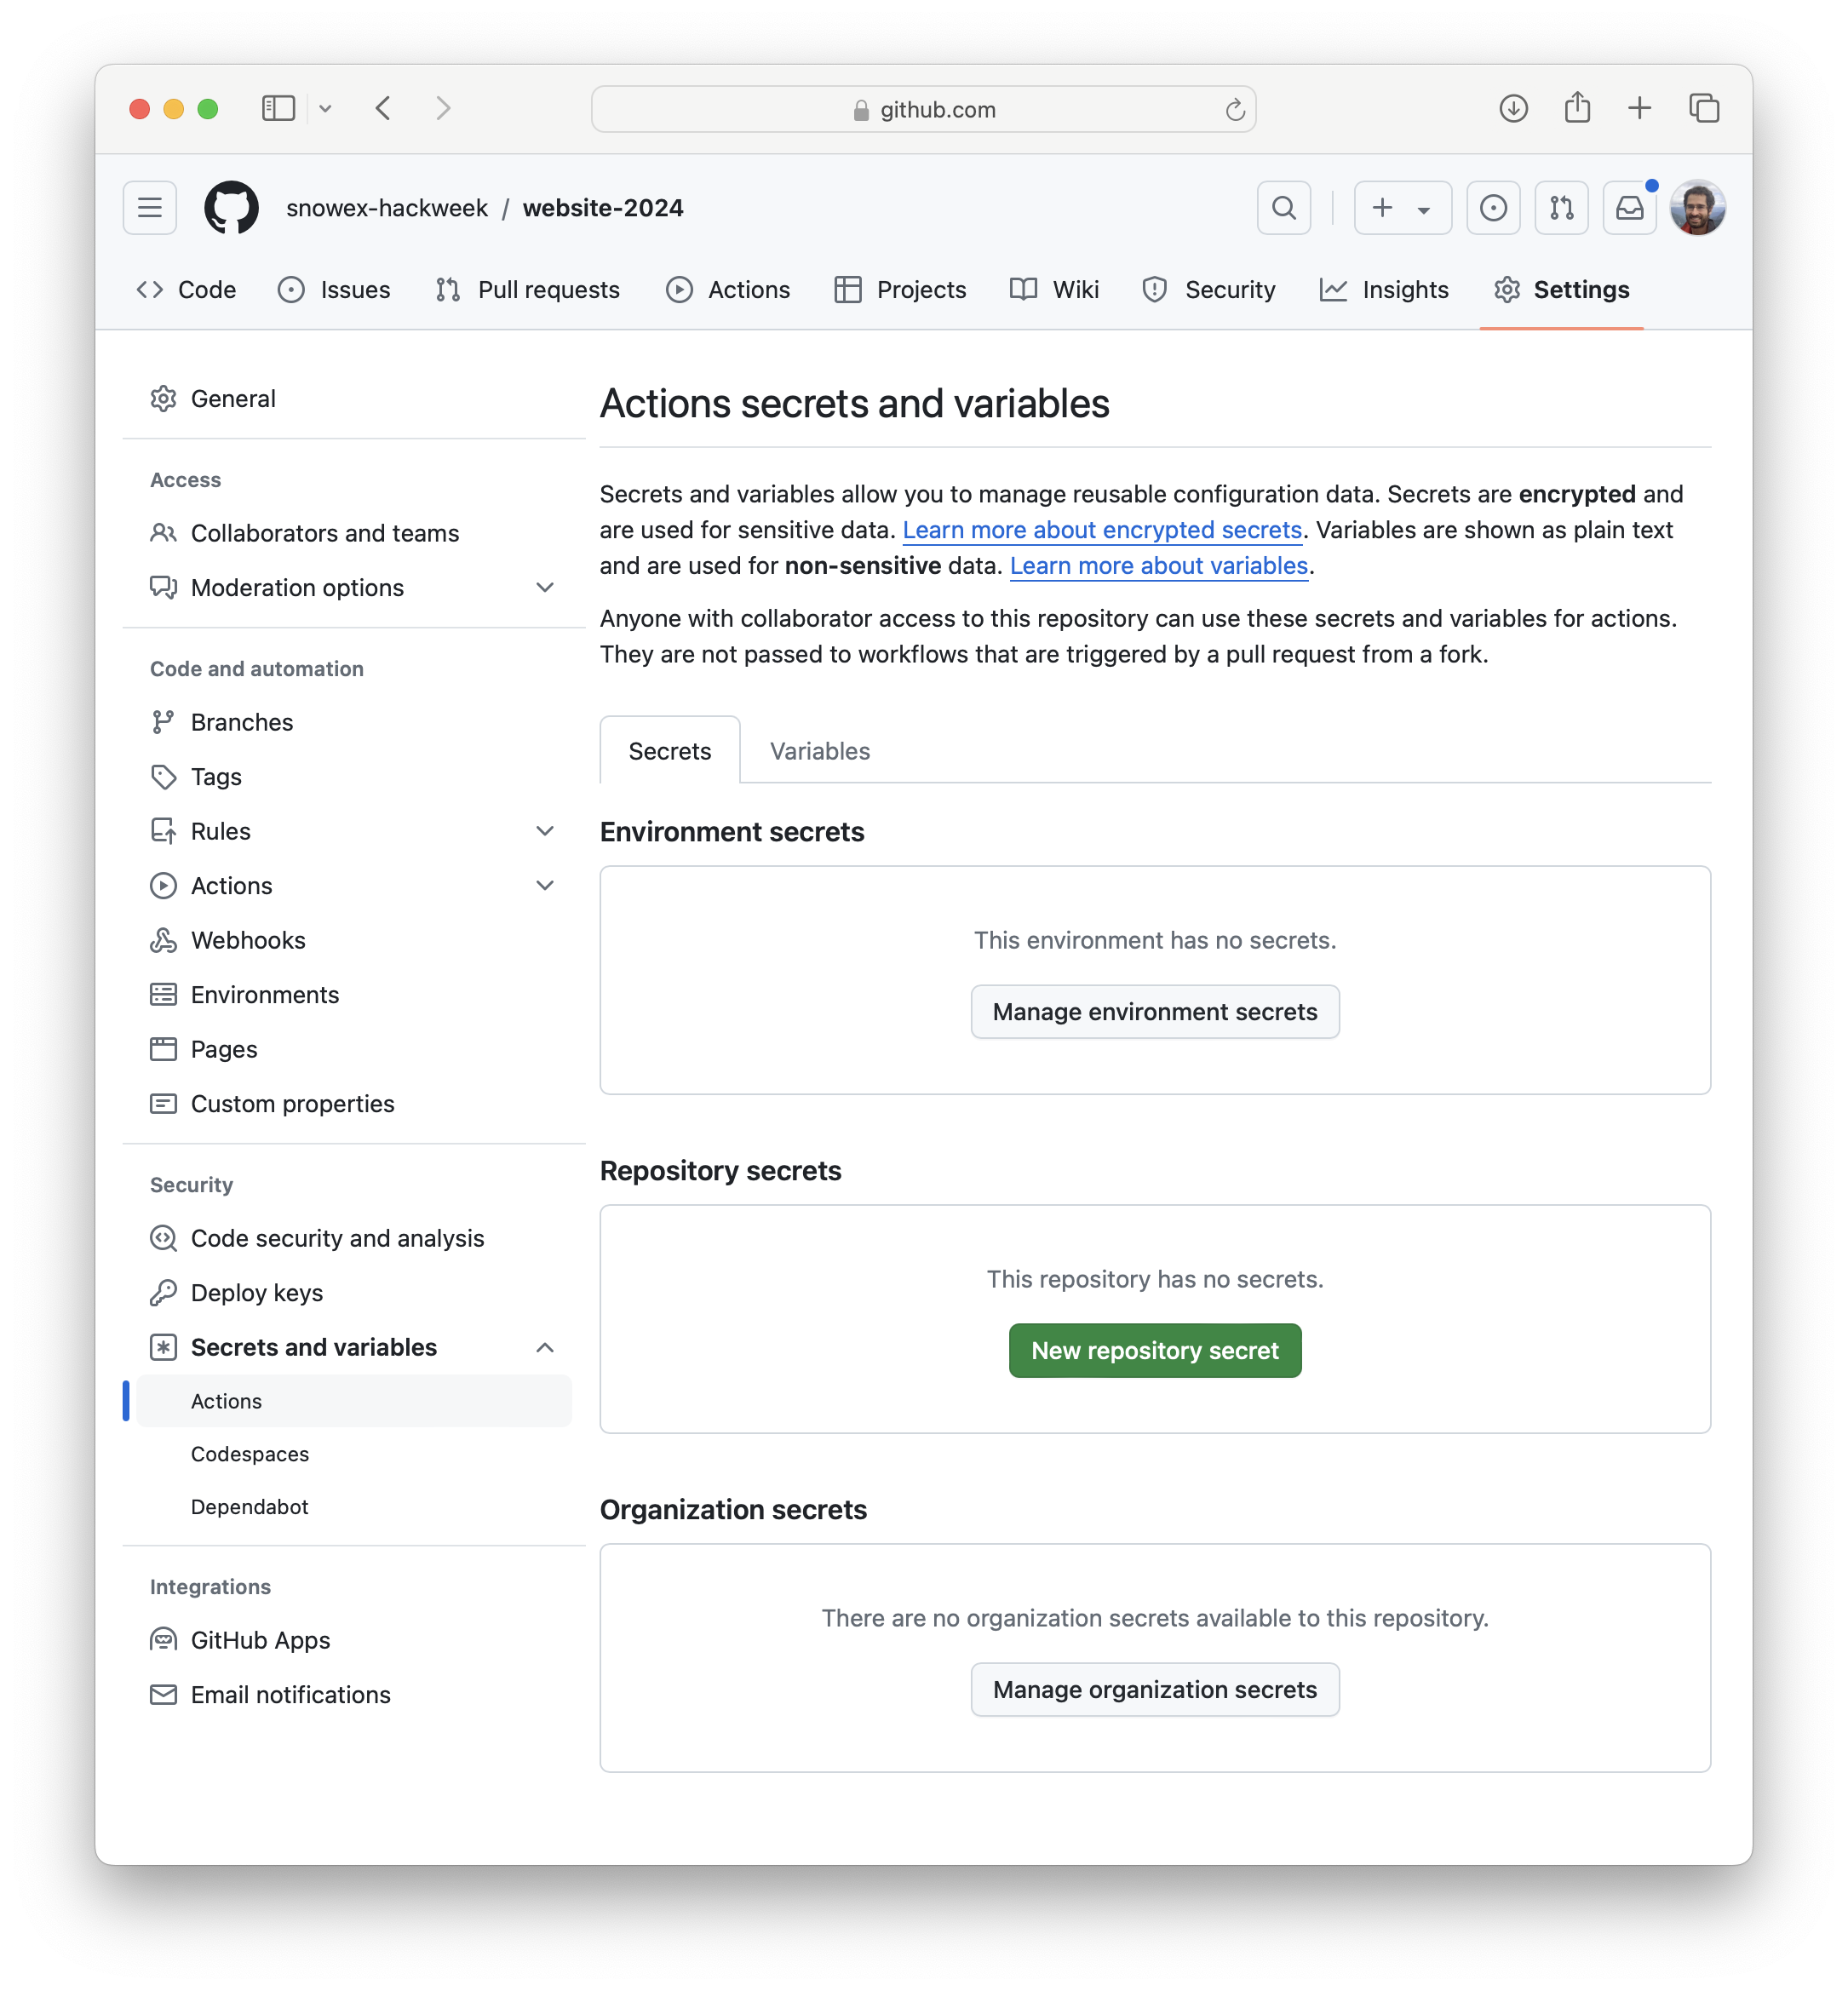 github.com
snowex-hackweek / website-2024
Code Issues Pull requests Actions Projects Wiki Security Insights Settings
General
Access
Collaborators and teams
Moderation options
Code and automation
Branches
Tags
Rules
Actions
Webhooks
Environments
Pages
Custom properties
Security
Code security and analysis
Deploy keys
Secrets and variables
Actions
Codespaces
Dependabot
Integrations
GitHub Apps
Email notifications
Actions secrets and variables
Secrets and variables allow you to manage reusable configuration data. Secrets are encrypted and
are used for sensitive data. Learn more about encrypted secrets. Variables are shown as plain text
and are used for non-sensitive data. Learn more about variables.
Anyone with collaborator access to this repository can use these secrets and variables for actions.
They are not passed to workflows that are triggered by a pull request from a fork.
Secrets Variables
Environment secrets
This environment has no secrets.
Manage environment secrets
Repository secrets
This repository has no secrets.
New repository secret
Organization secrets
There are no organization secrets available to this repository.
Manage organization secrets